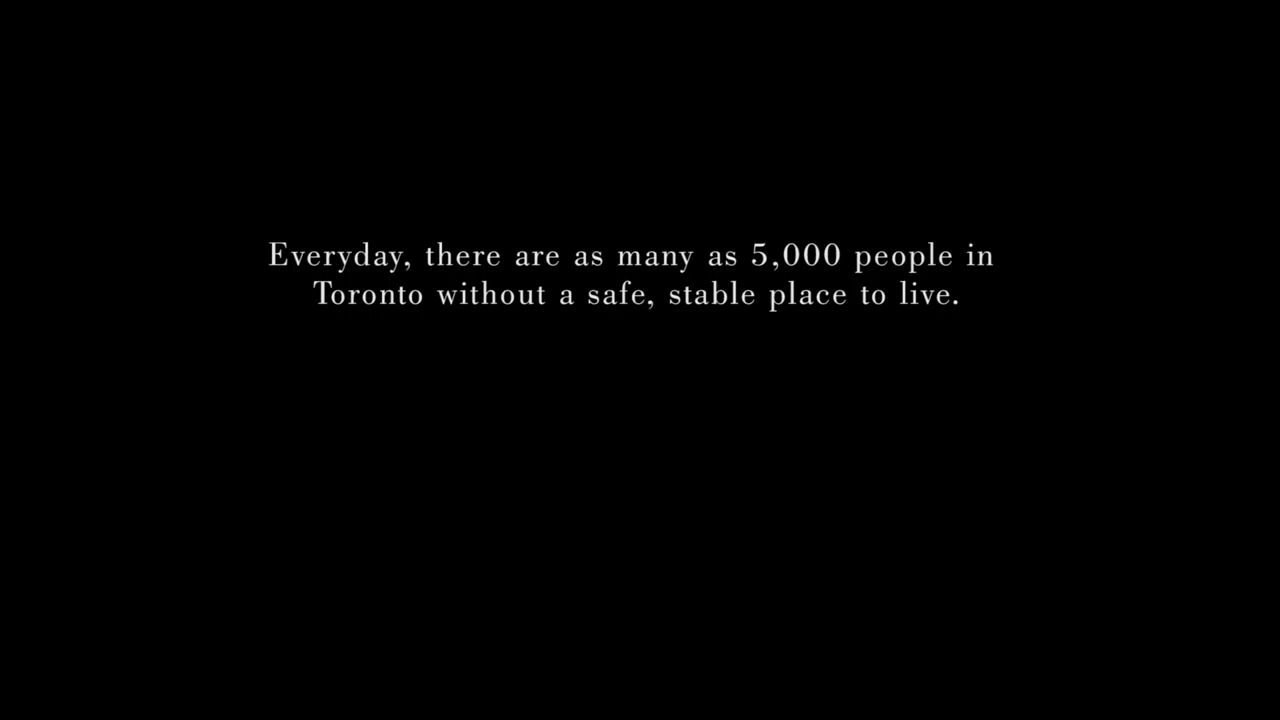 Everyday, there are as many as 5,000 people in
Toronto without a safe, stable place to live.